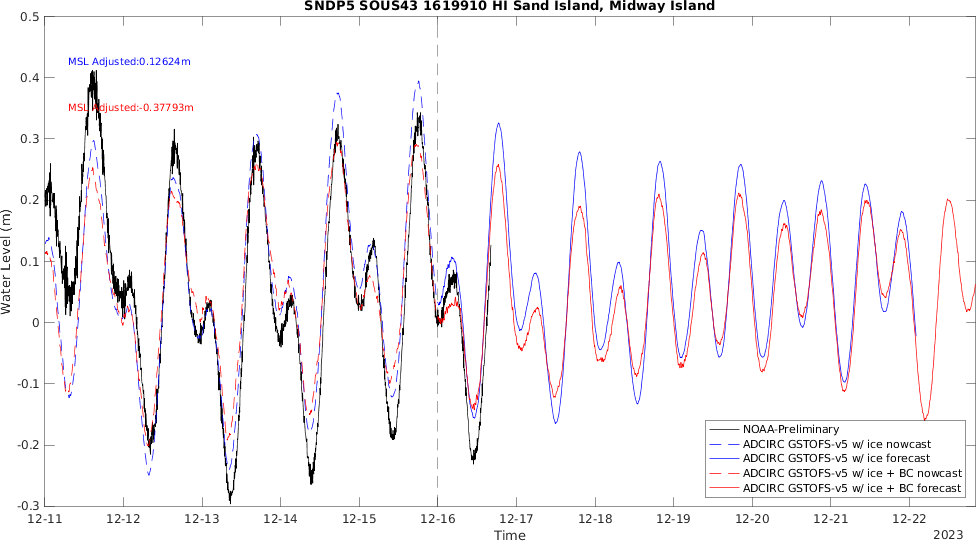 SNDP5 SOUS43 1619910 HI Sand Island, Midway Island
0.5
0.4
0.3
0.2
0.1
0
-0.1
-0.2
-0.3
Water Level (m)
MSL Adjusted:0.12624m
MSL Adjusted:-0.37793m
NOAA-Preliminary
ADCIRC GSTOFS-v5 w/ ice nowcast
ADCIRC GSTOFS-v5 w/ ice forecast
ADCIRC GSTOFS-v5 w/ ice + BC nowcast
ADCIRC GSTOFS-v5 w/ ice + BC forecast
12-11 12-12 12-13 12-14 12-15 12-16 12-17 12-18 12-19 12-20 12-21 12-22
Time
2023